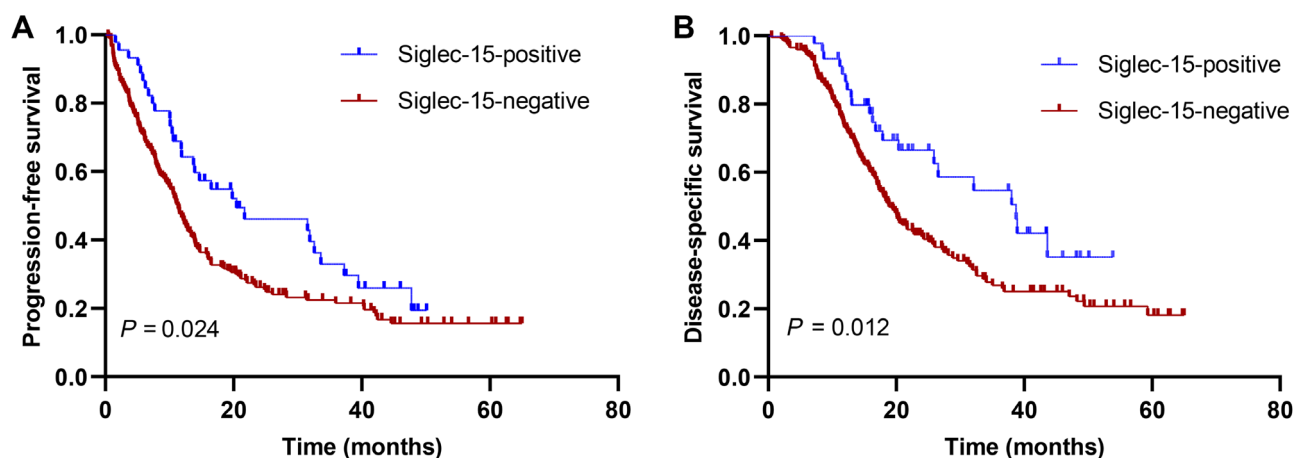 A
Progression-free survival
1.0
0.8
0.6
0.4
0.2
0.0
Siglec-15-positive
Siglec-15-negative
P = 0.024
0 20 40 60 80
Time (months)
B
Disease-specific survival
1.0
0.8
0.6
0.4
0.2
0.0
Siglec-15-positive
Siglec-15-negative
P = 0.012
0 20 40 60 80
Time (months)